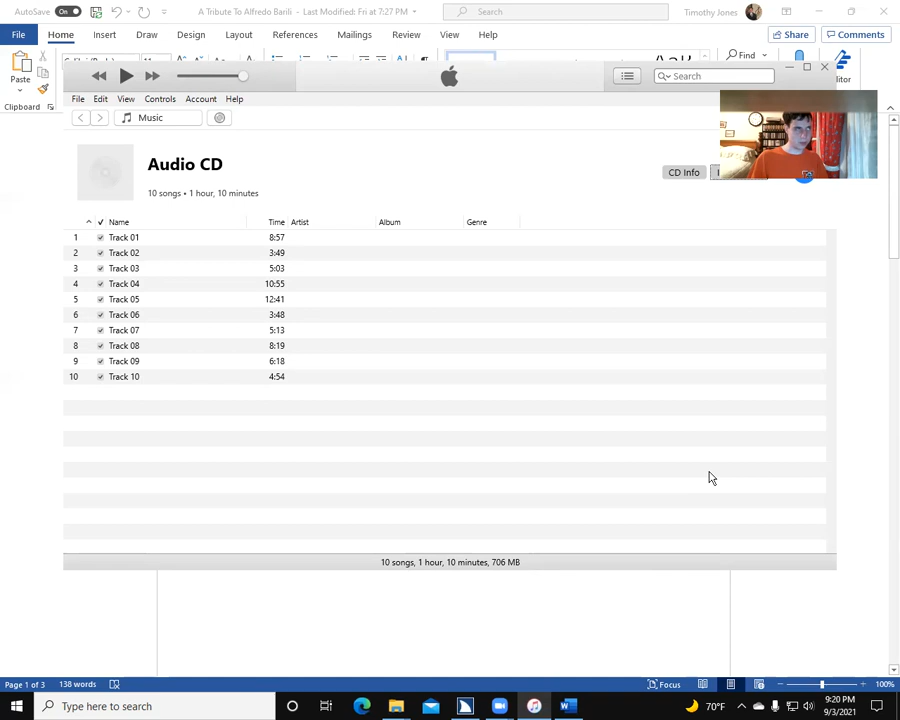 AutoSave On A Tribute To Alfredo Barili - Last Modified: Fri at 7:27 PM Search Timothy Jones
File Home Insert Draw Design Layout References Mailings Review View Help Share Comments
Paste Find
Clipboard Search
File Edit View Controls Account Help
Music
Audio CD
10 songs • 1 hour, 10 minutes CD Info
Name Time Artist Album Genre
1 Track 01 8:57
2 Track 02 3:49
3 Track 03 5:03
4 Track 04 10:55
5 Track 05 12:41
6 Track 06 3:48
7 Track 07 5:13
8 Track 08 8:19
9 Track 09 6:18
10 Track 10 4:54
10 songs, 1 hour, 10 minutes, 706 MB
Page 1 of 3 138 words Focus 100%
Type here to search 70°F 9:20 PM
9/3/2021